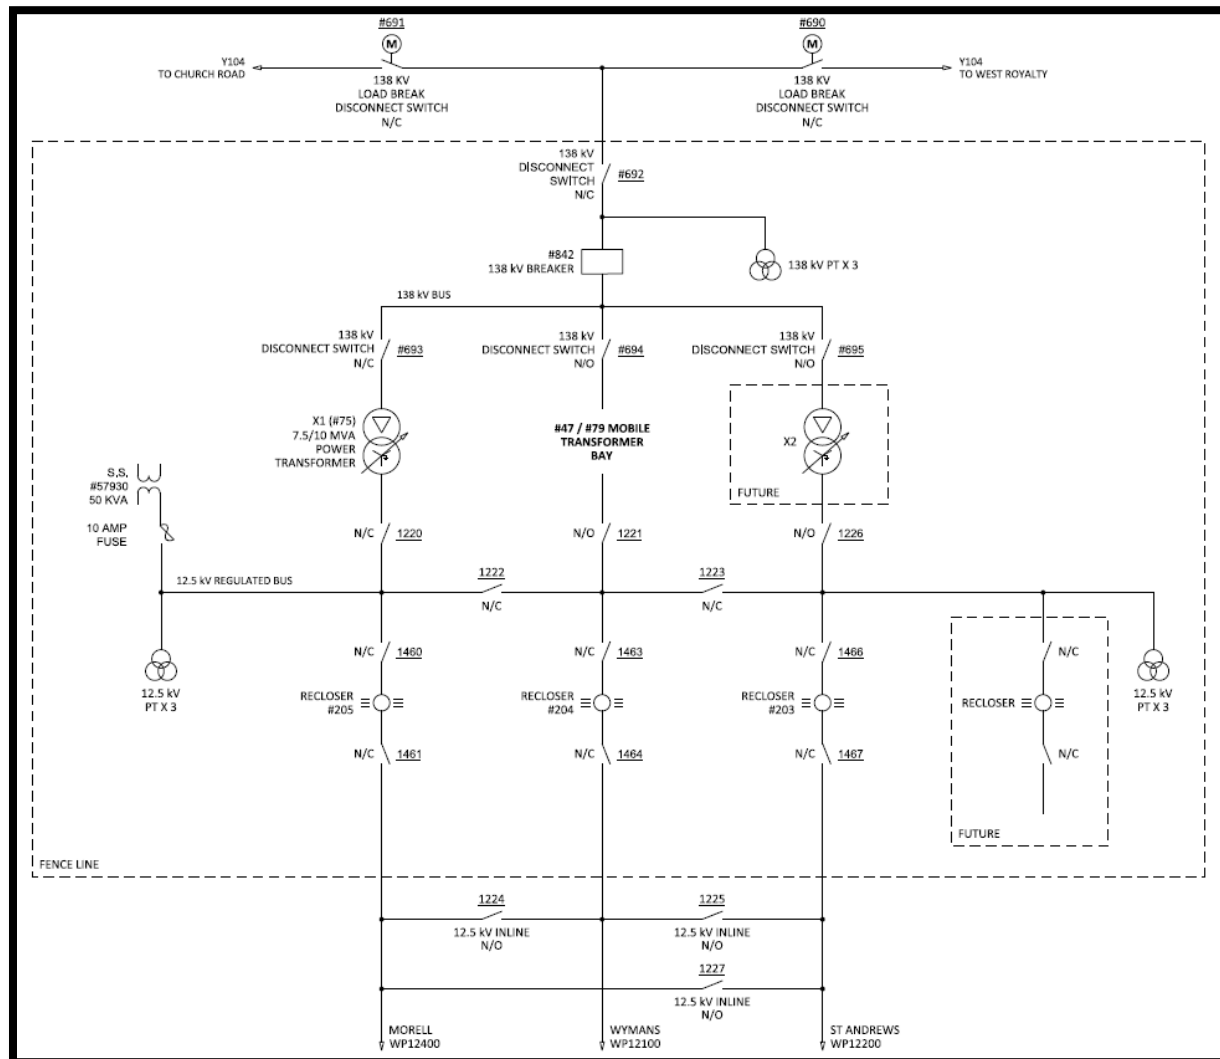 #691
#690
M
M
Y104
TO CHURCH ROAD
Y104
TO WEST ROYALTY
138 KV
LOAD BREAK
DISCONNECT SWITCH
N/C
138 KV
LOAD BREAK
DISCONNECT SWITCH
N/C
138 kV
DISCONNECT
SWITCH
N/C
#692
#842
138 kV BREAKER
138 kV PT X 3
138 kV BUS
138 kV
DISCONNECT SWITCH
N/C
#693
138 kV
DISCONNECT SWITCH
N/O
#694
138 kV
DISCONNECT SWITCH
N/O
#695
X1 (#75)
7.5/10 MVA
POWER
TRANSFORMER
#47 / #79 MOBILE
TRANSFORMER
BAY
X2
FUTURE
S.S.
#57930
50 KVA
10 AMP
FUSE
N/C
1220
N/O
1221
N/O
1226
12.5 kV REGULATED BUS
1222
N/C
1223
N/C
12.5 kV
PT X 3
N/C
1460
N/C
1463
N/C
1466
N/C
12.5 kV
PT X 3
RECLOSER
#205
RECLOSER
#204
RECLOSER
#203
RECLOSER
N/C
1461
N/C
1464
N/C
1467
N/C
FUTURE
FENCE LINE
1224
12.5 kV INLINE
N/O
1225
12.5 kV INLINE
N/O
1227
12.5 kV INLINE
N/O
MORELL
WP12400
WYMANS
WP12100
ST ANDREWS
WP12200